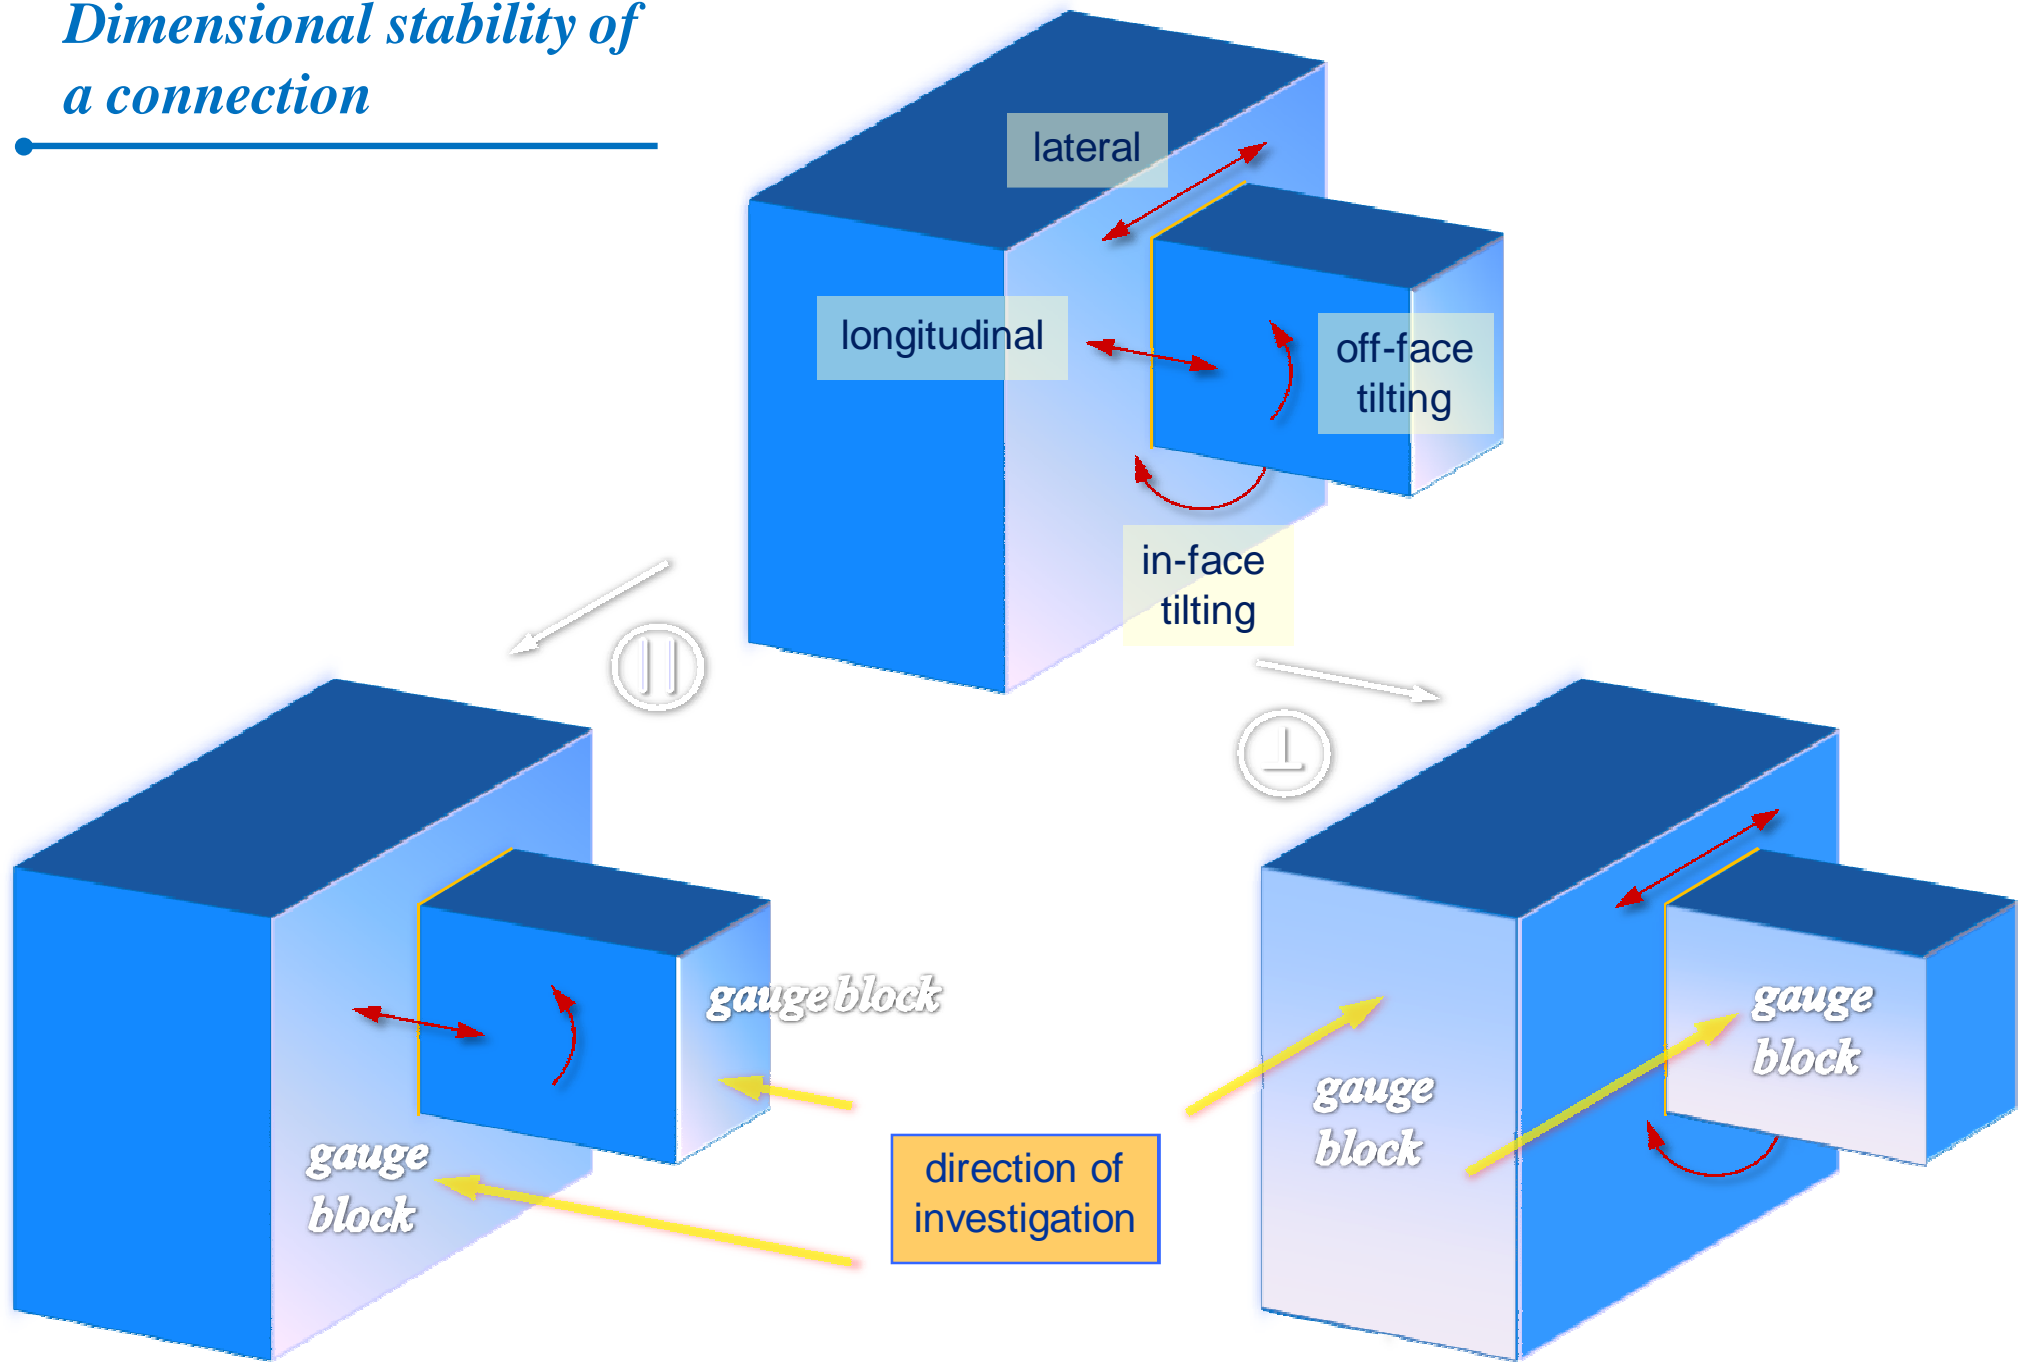 Dimensional stability of
a connection
lateral
longitudinal
off-face
tilting
in-face
tilting
||
⊥
gauge block
gauge
block
gauge
block
gauge
block
direction of
investigation